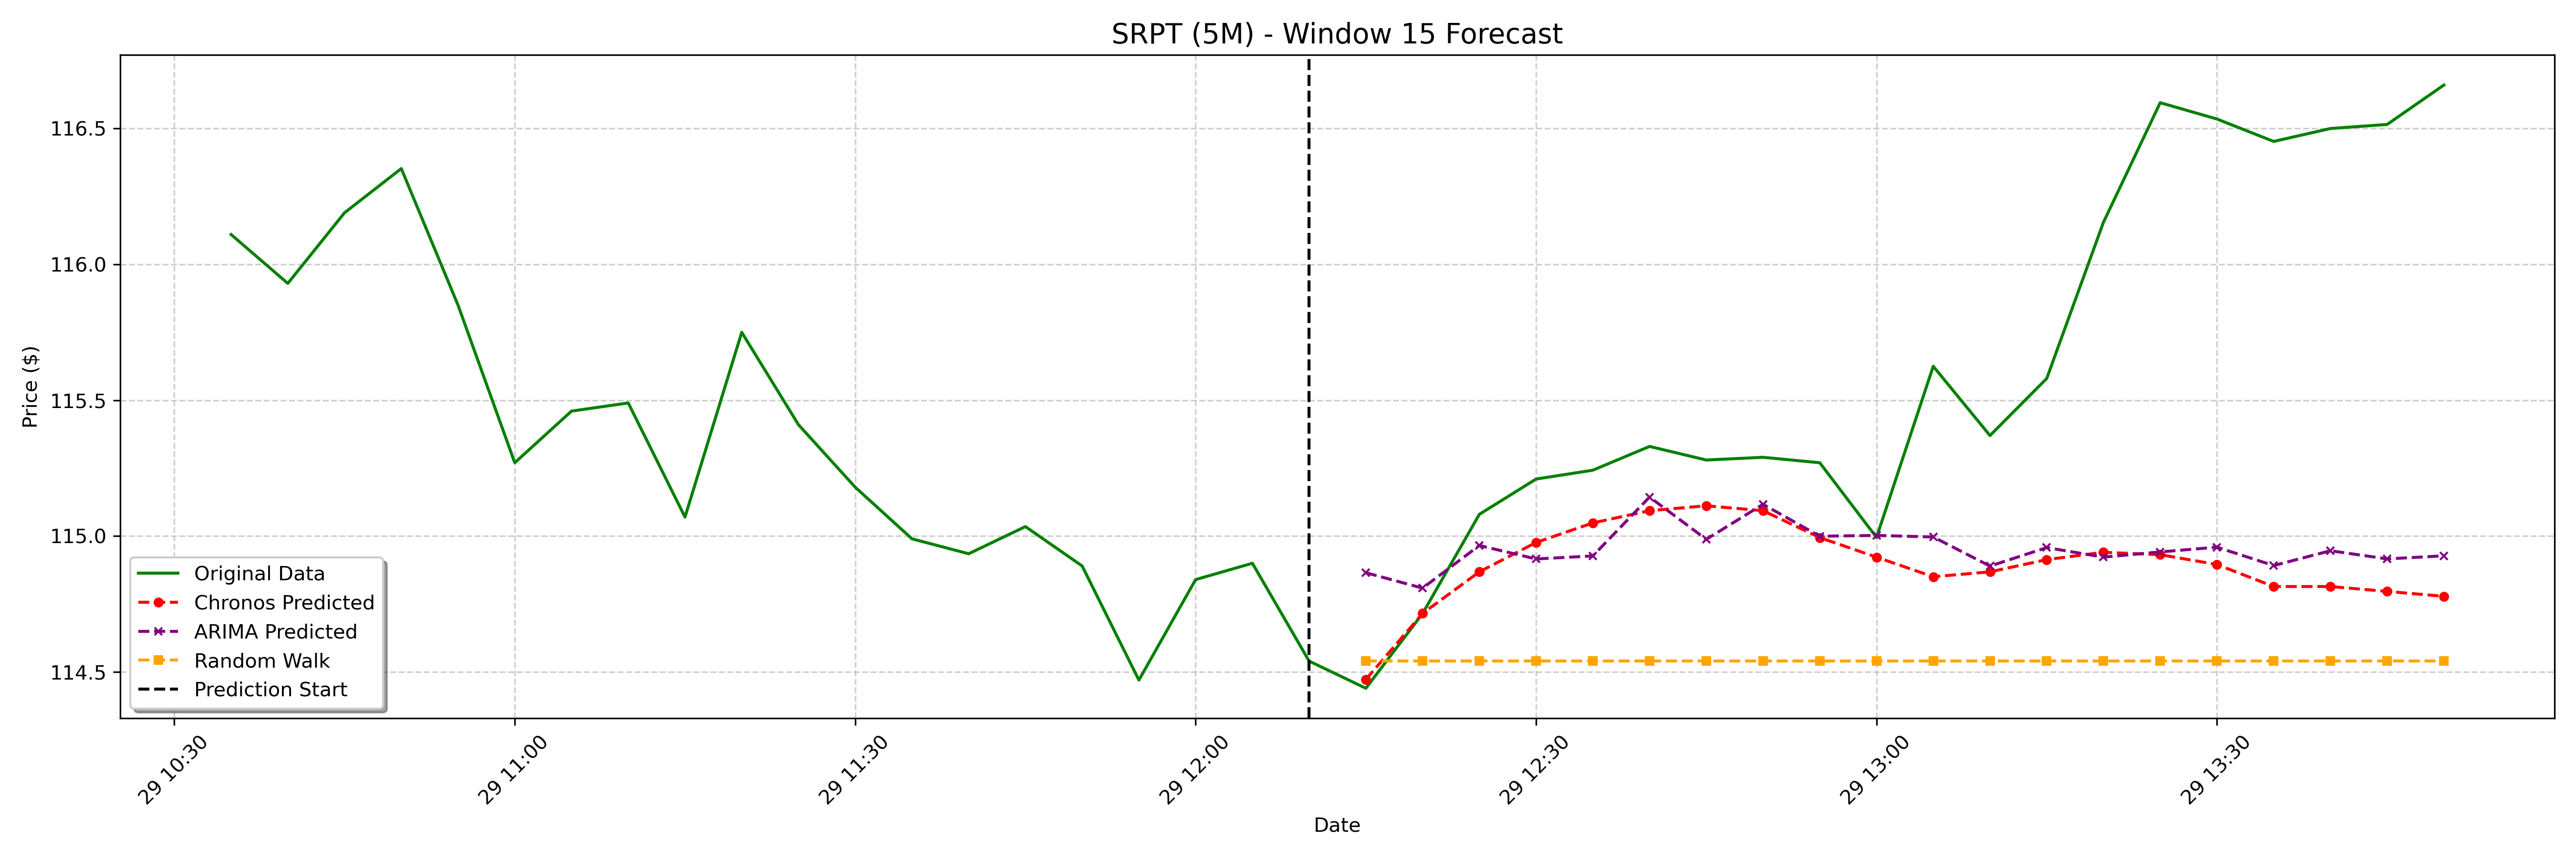 SRPT (5M) - Window 15 Forecast
Price ($)
116.5
116.0
115.5
115.0
114.5
Original Data
Chronos Predicted
ARIMA Predicted
Random Walk
Prediction Start
29 10:30
29 11:00
29 11:30
29 12:00
29 12:30
29 13:00
29 13:30
Date